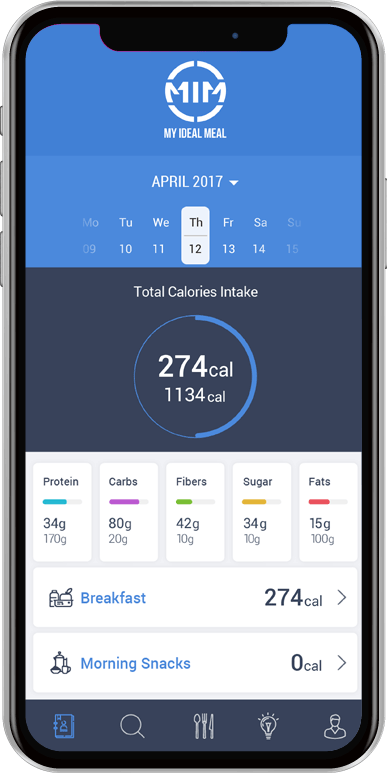 MIM
MY IDEAL MEAL
APRIL 2017
Mo Tu We Th Fr Sa Su
09 10 11 12 13 14 15
Total Calories Intake
274cal
1134 cal
Protein Carbs Fibers Sugar Fats
34g 80g 42g 34g 15g
170g 20g 10g 10g 100g
Breakfast 274cal
Morning Snacks 0cal